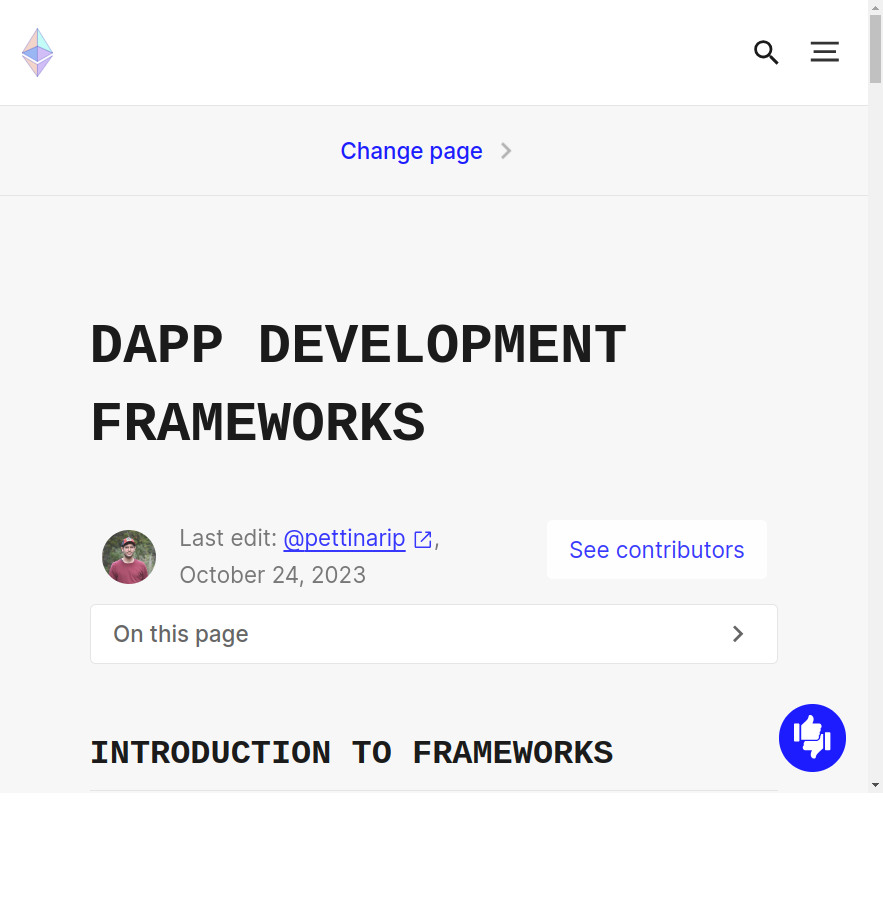 Change page
DAPP DEVELOPMENT
FRAMEWORKS
Last edit: @pettinarip ,
October 24, 2023
See contributors
On this page
INTRODUCTION TO FRAMEWORKS